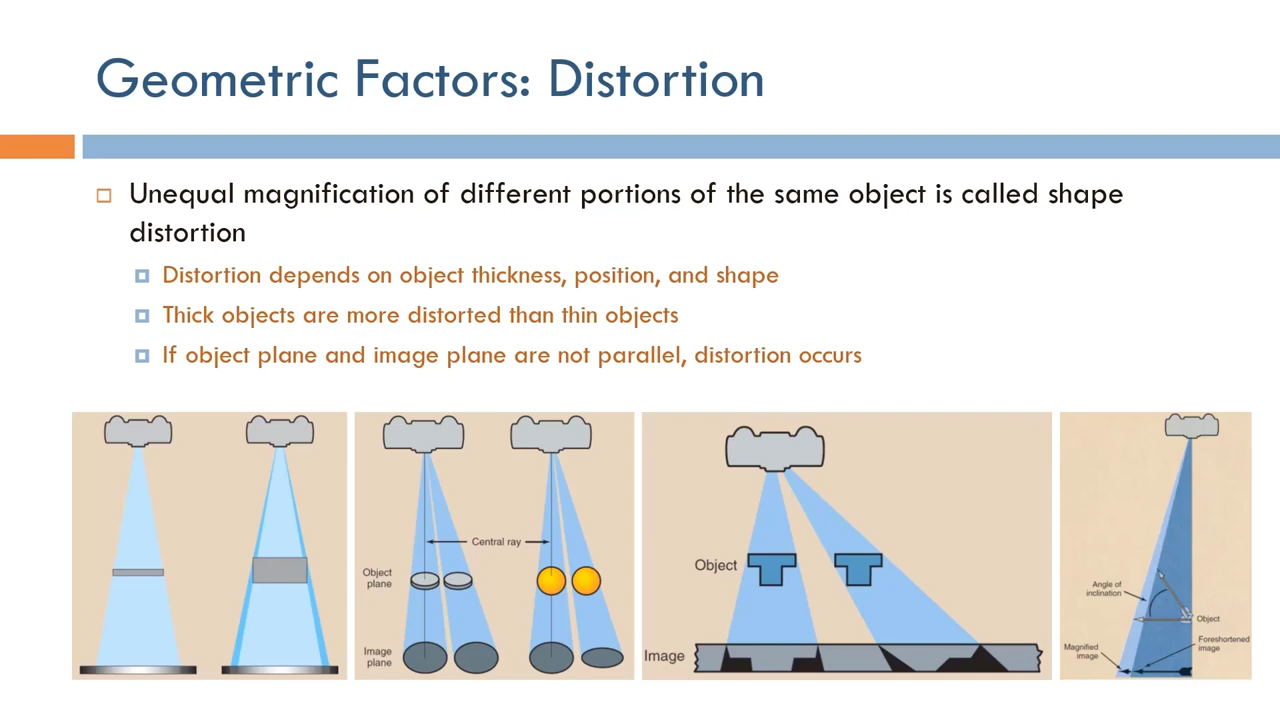 Geometric Factors: Distortion
Unequal magnification of different portions of the same object is called shape
distortion
Distortion depends on object thickness, position, and shape
Thick objects are more distorted than thin objects
If object plane and image plane are not parallel, distortion occurs
Central ray
Object
plane
Image
plane
Object
Image
Angle of
inclination
Object
Magnified
image
Foreshortened
image